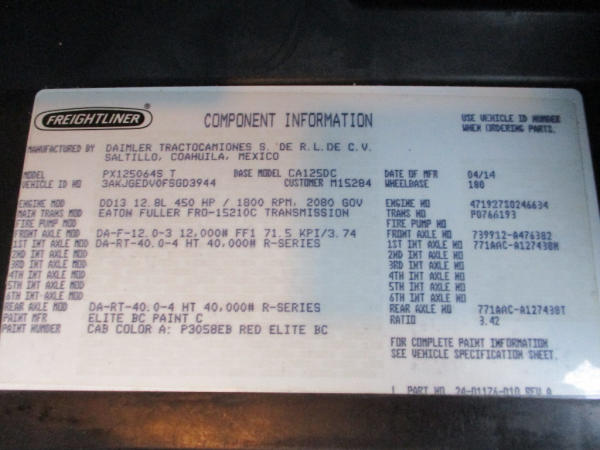 FREIGHTLINER
COMPONENT INFORMATION
USE VEHICLE ID NUMBER
WHEN ORDERING PARTS.
MANUFACTURED BY DAIMLER TRACTOCAMIONES S. DE R.L.DE C.V.
SALTILLO, COAHUILA, MEXICO
MODEL PX125064S T BASE MODEL CA125DC DATE OF MFR 04/14
VEHICLE ID NO 3AKJGEDV0FSGD3944 CUSTOMER M15284 WHEELBASE 180
ENGINE MOD DD13 12.8L 450 HP / 1800 RPM, 2080 GOV ENGINE NO 471927S0246634
MAIN TRANS MOD EATON FULLER FRO-15210C TRANSMISSION TRANS NO P0766193
FIRE PUMP MOD FIRE PUMP NO
FRONT AXLE MOD DA-F-12.0-3 12,000# FF1 71.5 KPI/3.74 FRONT AXLE NO 739912-A476382
1ST INT AXLE MOD DA-RT-40.0-4 HT 40,000# R-SERIES 1ST INT AXLE NO 771AAC-A127438H
2ND INT AXLE MOD 2ND INT AXLE NO
3RD INT AXLE MOD 3RD INT AXLE NO
4TH INT AXLE MOD 4TH INT AXLE NO
5TH INT AXLE MOD 5TH INT AXLE NO
6TH INT AXLE MOD 6TH INT AXLE NO
REAR AXLE MOD DA-RT-40.0-4 HT 40,000# R-SERIES REAR AXLE NO 771AAC-A127438T
PAINT MFR ELITE BC PAINT C RATIO 3.42
PAINT NUMBER CAB COLOR A: P3058EB RED ELITE BC
FOR COMPLETE PAINT INFORMATION
SEE VEHICLE SPECIFICATION SHEET.
PART NO 24-01176-010 REV A